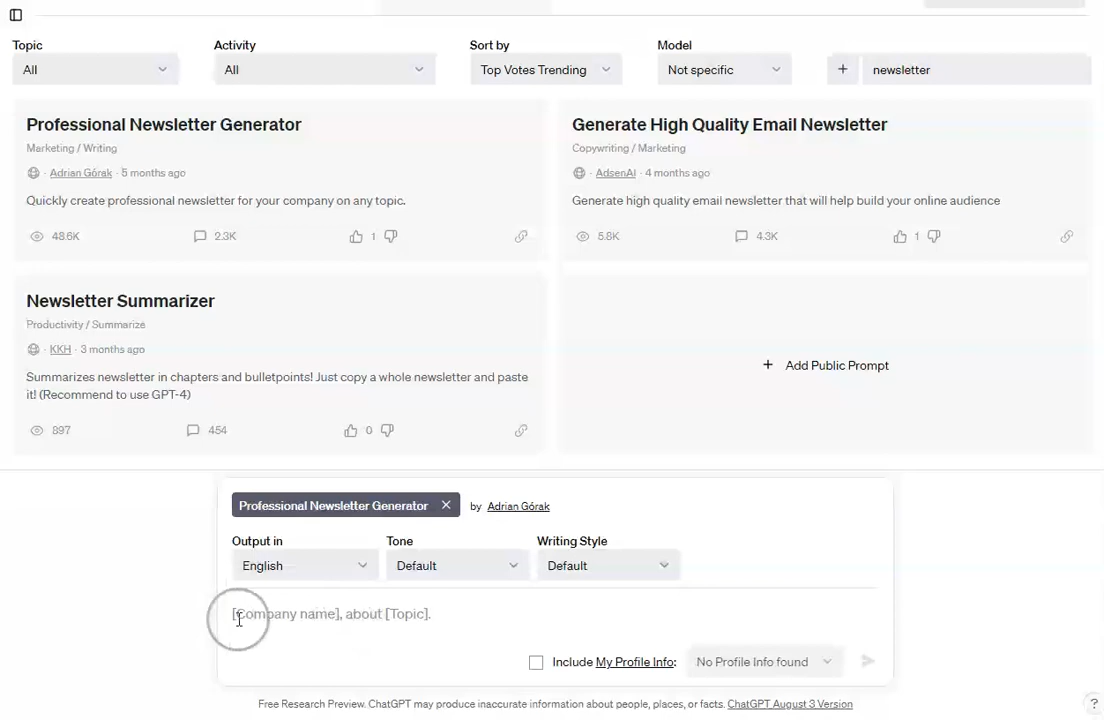 Topic
Activity
Sort by
Model
All
All
Top Votes Trending
Not specific
+
newsletter
Professional Newsletter Generator
Marketing / Writing
· Adrian Górak · 5 months ago
Quickly create professional newsletter for your company on any topic.
48.6K
2.3K
1
Generate High Quality Email Newsletter
Copywriting / Marketing
· AdsenAI · 4 months ago
Generate high quality email newsletter that will help build your online audience
5.8K
4.3K
1
Newsletter Summarizer
Productivity / Summarize
· KKH · 3 months ago
Summarizes newsletter in chapters and bulletpoints! Just copy a whole newsletter and paste
it! (Recommend to use GPT-4)
897
454
0
+ Add Public Prompt
Professional Newsletter Generator
by Adrian Górak
Output in
Tone
Writing Style
English
Default
Default
[Company name], about [Topic].
Include My Profile Info:
No Profile Info found
Free Research Preview. ChatGPT may produce inaccurate information about people, places, or facts. ChatGPT August 3 Version
?